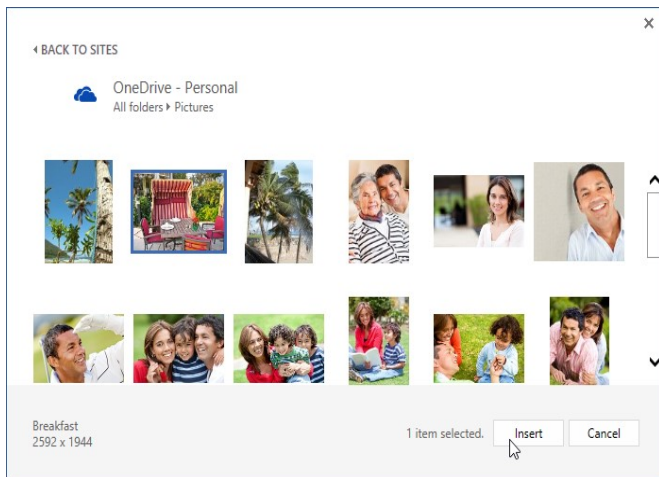 BACK TO SITES
OneDrive - Personal
All folders Pictures
Breakfast
2592 x 1944
1 item selected.
Insert
Cancel